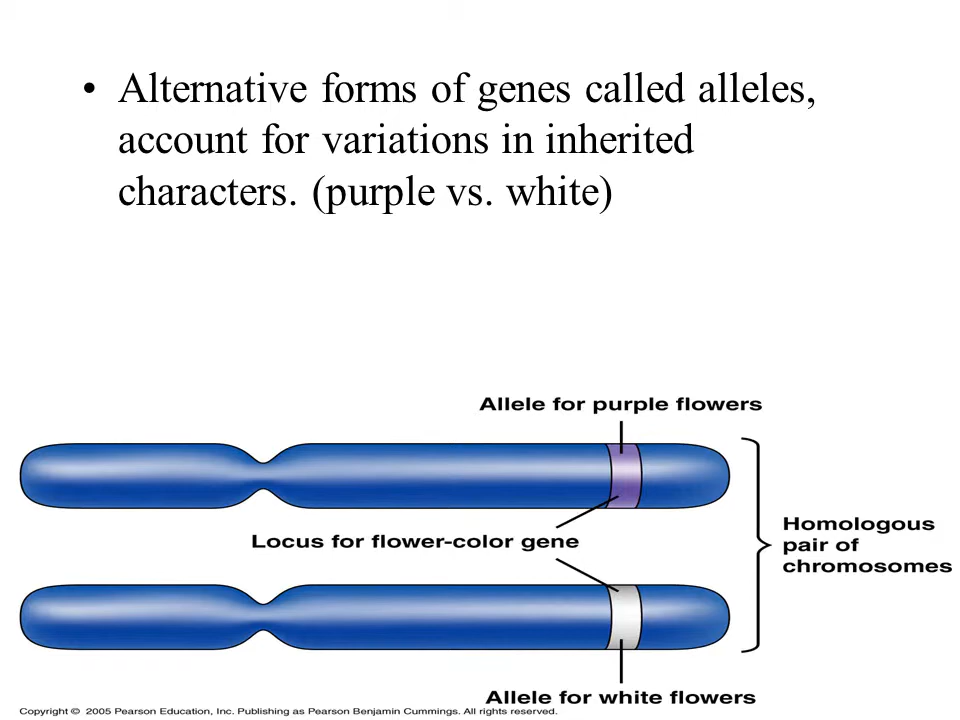 • Alternative forms of genes called alleles,
account for variations in inherited
characters. (purple vs. white)
Allele for purple flowers
Locus for flower-color gene
Homologous
pair of
chromosomes
Allele for white flowers
Copyright © 2005 Pearson Education, Inc. Publishing as Pearson Benjamin Cummings. All rights reserved.